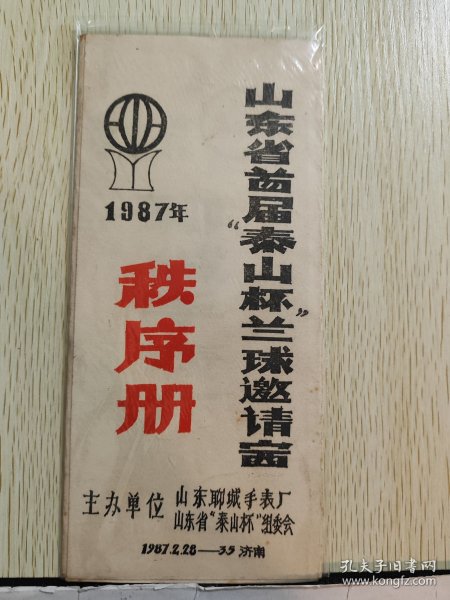 山东省首届“泰山杯”兰球邀请赛
1987年
秩序册
主办单位
山东聊城手表厂
山东省“泰山杯”组委会
1987.2.28——3.5 济南
孔夫子旧书网
www.kongfz.com